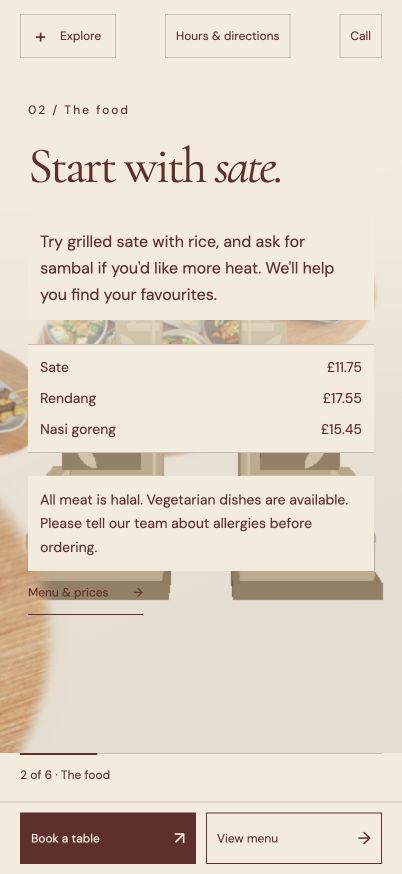 + Explore
Hours & directions
Call
02 / The food
Start with sate.
Try grilled sate with rice, and ask for
sambal if you'd like more heat. We'll help
you find your favourites.
Sate £11.75
Rendang £17.55
Nasi goreng £15.45
All meat is halal. Vegetarian dishes are available.
Please tell our team about allergies before
ordering.
Menu & prices →
2 of 6 · The food
Book a table ↗
View menu →